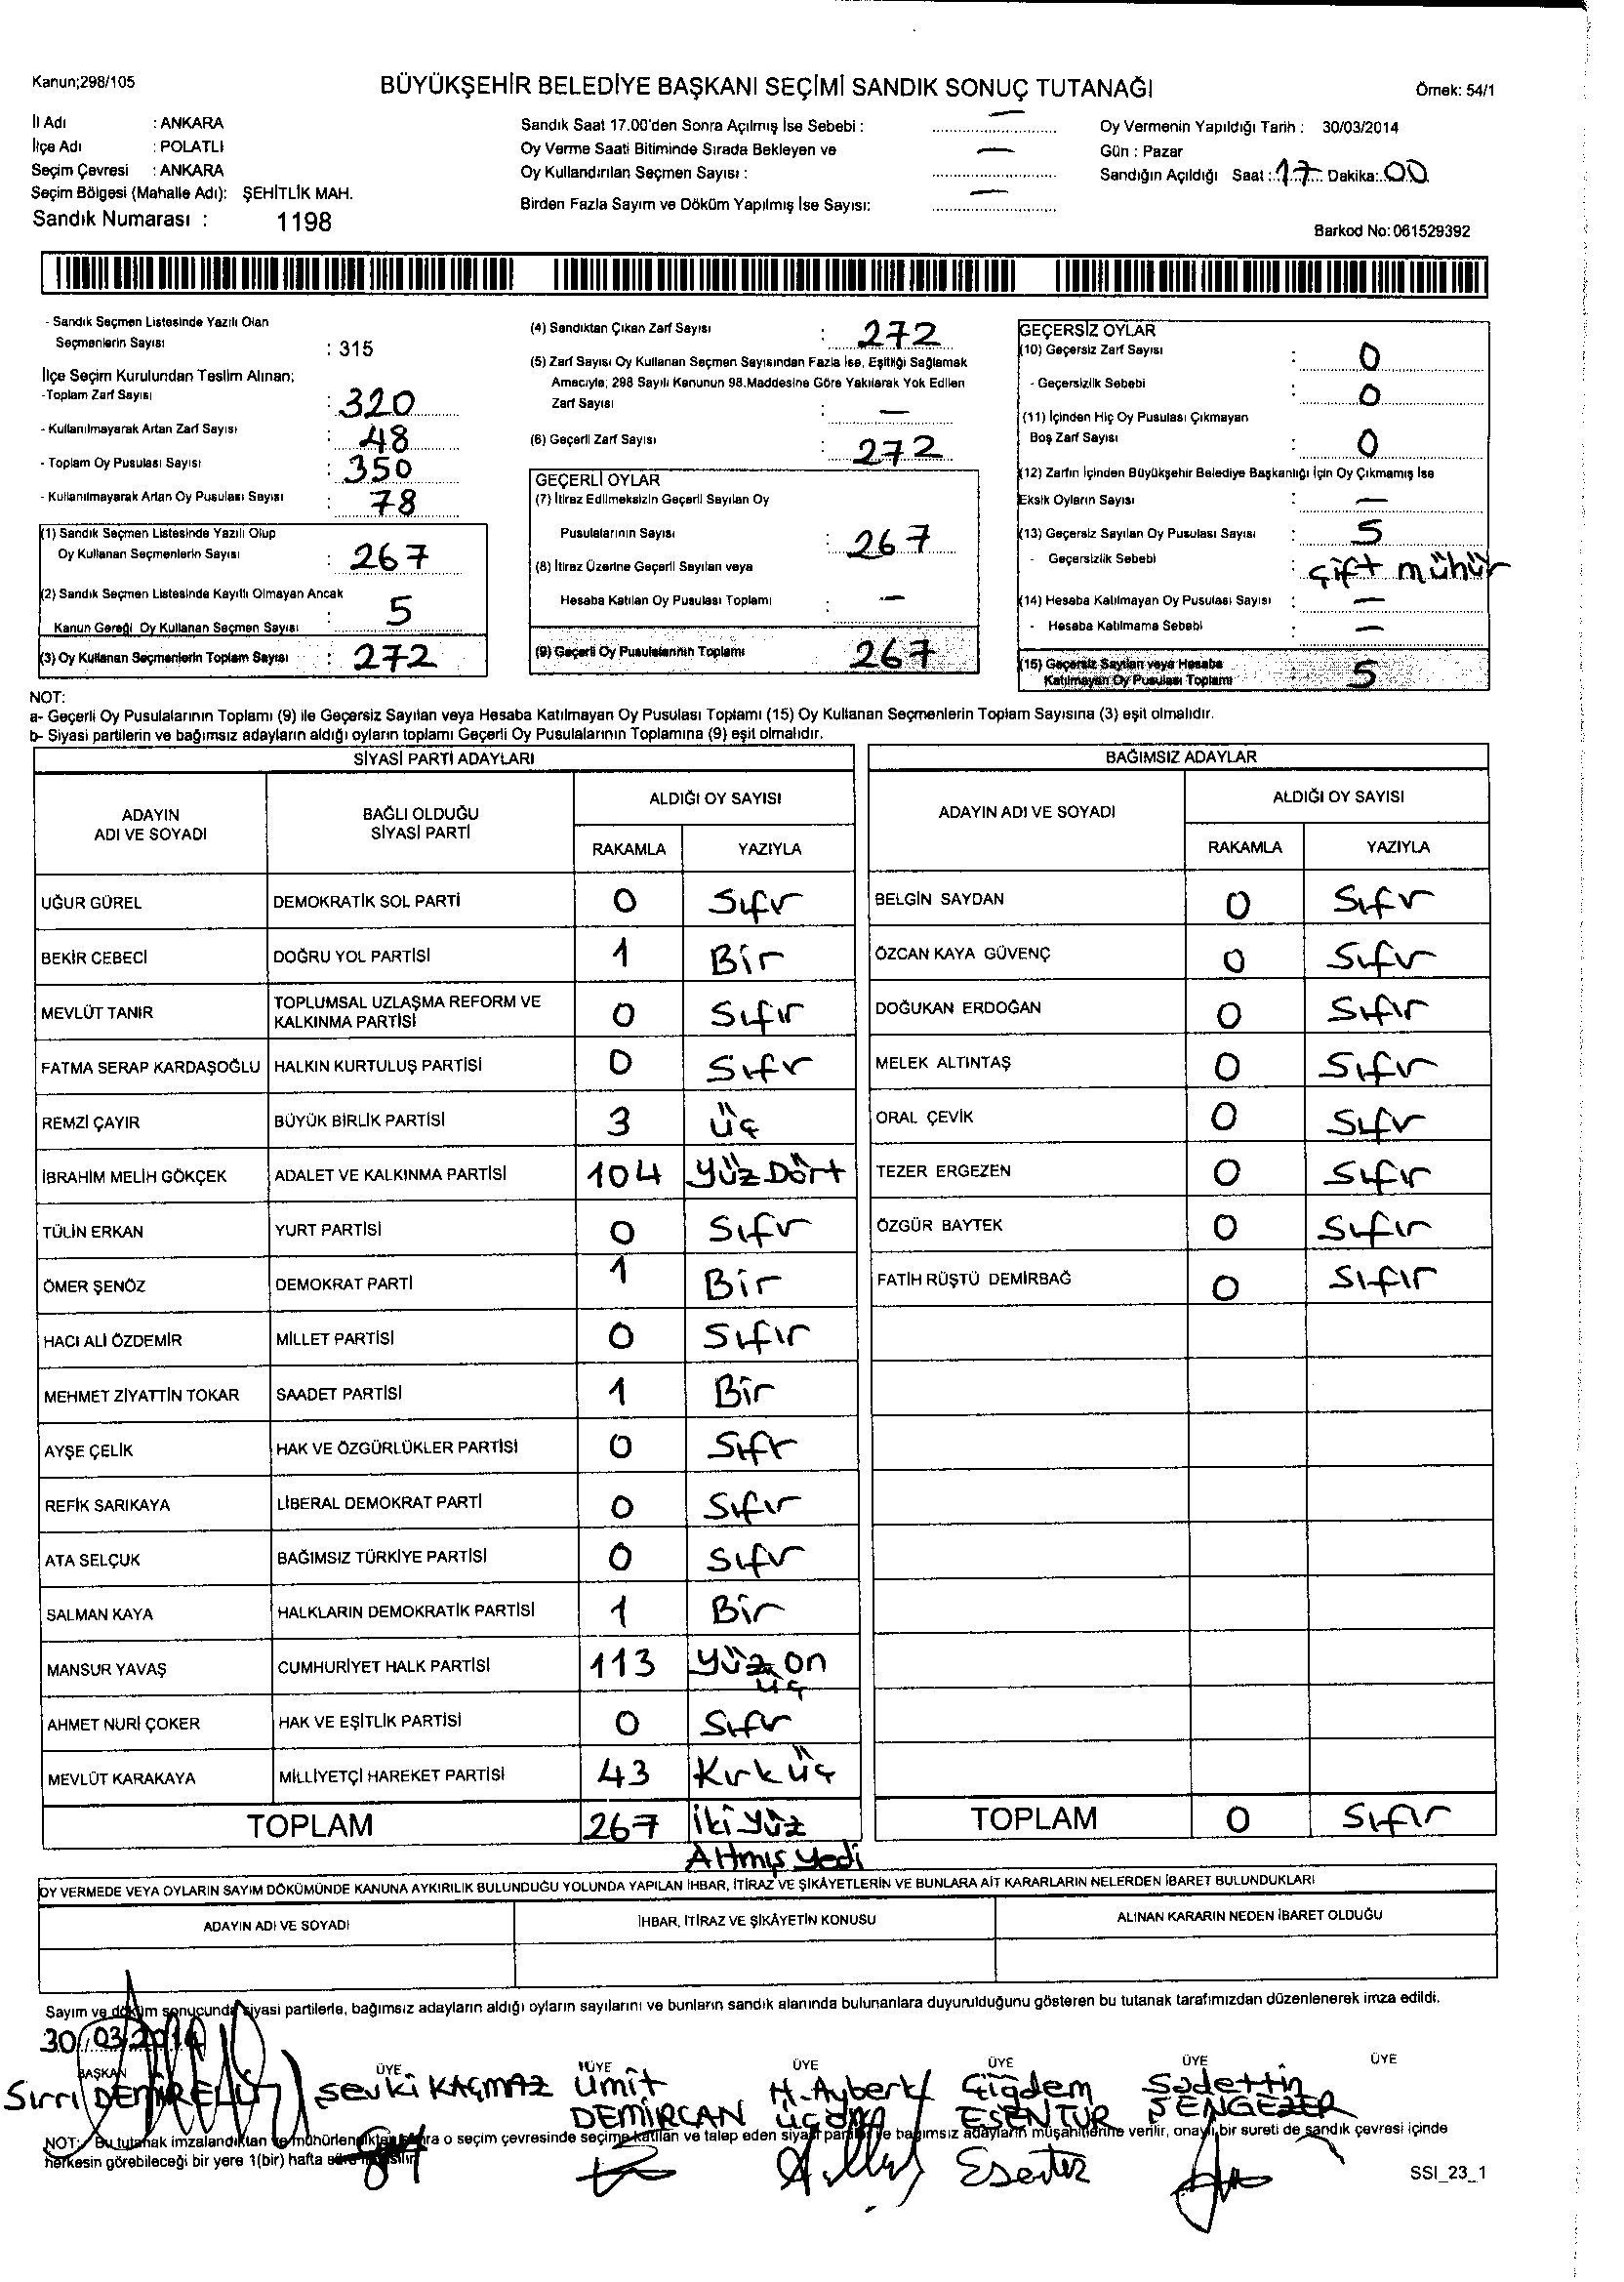 Kanun;298/105
BÜYÜKŞEHİR BELEDİYE BAŞKANI SEÇİMİ SANDIK SONUÇ TUTANAĞI
Örnek: 54/1
İl Adı : ANKARA
İlçe Adı : POLATLI
Seçim Çevresi : ANKARA
Seçim Bölgesi (Mahalle Adı): ŞEHİTLİK MAH.
Sandık Numarası : 1198
Sandık Saat 17.00'den Sonra Açılmış İse Sebebi : —
Oy Verme Saati Bitiminde Sırada Bekleyen ve
Oy Kullandırılan Seçmen Sayısı : —
Birden Fazla Sayım ve Döküm Yapılmış İse Sayısı: —
Oy Vermenin Yapıldığı Tarih : 30/03/2014
Gün : Pazar
Sandığın Açıldığı Saat : 17 Dakika: 00
Barkod No: 061529392
- Sandık Seçmen Listesinde Yazılı Olan
Seçmenlerin Sayısı : 315
İlçe Seçim Kurulundan Teslim Alınan;
-Toplam Zarf Sayısı : 320
- Kullanılmayarak Artan Zarf Sayısı : 48
- Toplam Oy Pusulası Sayısı : 350
- Kullanılmayarak Artan Oy Pusulası Sayısı : 78
(1) Sandık Seçmen Listesinde Yazılı Olup
Oy Kullanan Seçmenlerin Sayısı : 267
(2) Sandık Seçmen Listesinde Kayıtlı Olmayan Ancak
Kanun Gereği Oy Kullanan Seçmen Sayısı : 5
(3) Oy Kullanan Seçmenlerin Toplam Sayısı : 272
(4) Sandıktan Çıkan Zarf Sayısı : 272
(5) Zarf Sayısı Oy Kullanan Seçmen Sayısından Fazla İse, Eşitliği Sağlamak
Amacıyla; 298 Sayılı Kanunun 98.Maddesine Göre Yakılarak Yok Edilen
Zarf Sayısı : —
(6) Geçerli Zarf Sayısı : 272
GEÇERLİ OYLAR
(7) İtiraz Edilmeksizin Geçerli Sayılan Oy
Pusulalarının Sayısı : 267
(8) İtiraz Üzerine Geçerli Sayılan veya
Hesaba Katılan Oy Pusulası Toplamı : —
(9) Geçerli Oy Pusulalarının Toplamı 267
GEÇERSİZ OYLAR
(10) Geçersiz Zarf Sayısı : 0
- Geçersizlik Sebebi : 0
(11) İçinden Hiç Oy Pusulası Çıkmayan
Boş Zarf Sayısı : 0
(12) Zarfın İçinden Büyükşehir Belediye Başkanlığı İçin Oy Çıkmamış İse
Eksik Oyların Sayısı : —
(13) Geçersiz Sayılan Oy Pusulası Sayısı : 5
- Geçersizlik Sebebi : çift mühür
(14) Hesaba Katılmayan Oy Pusulası Sayısı : —
- Hesaba Katılmama Sebebi : —
(15) Geçersiz Sayılan veya Hesaba
Katılmayan Oy Pusulası Toplamı 5
NOT:
a- Geçerli Oy Pusulalarının Toplamı (9) ile Geçersiz Sayılan veya Hesaba Katılmayan Oy Pusulası Toplamı (15) Oy Kullanan Seçmenlerin Toplam Sayısına (3) eşit olmalıdır.
b- Siyasi partilerin ve bağımsız adayların aldığı oyların toplamı Geçerli Oy Pusulalarının Toplamına (9) eşit olmalıdır.
SİYASİ PARTİ ADAYLARI
ADAYIN ADI VE SOYADI BAĞLI OLDUĞU SİYASİ PARTİ ALDIĞI OY SAYISI
RAKAMLA YAZIYLA
UĞUR GÜREL DEMOKRATİK SOL PARTİ 0 Sıfır
BEKİR CEBECİ DOĞRU YOL PARTİSİ 1 Bir
MEVLÜT TANIR TOPLUMSAL UZLAŞMA REFORM VE KALKINMA PARTİSİ 0 Sıfır
FATMA SERAP KARDAŞOĞLU HALKIN KURTULUŞ PARTİSİ 0 Sıfır
REMZİ ÇAYIR BÜYÜK BİRLİK PARTİSİ 3 üç
İBRAHİM MELİH GÖKÇEK ADALET VE KALKINMA PARTİSİ 104 yüz Dört
TÜLİN ERKAN YURT PARTİSİ 0 Sıfır
ÖMER ŞENÖZ DEMOKRAT PARTİ 1 Bir
HACI ALİ ÖZDEMİR MİLLET PARTİSİ 0 Sıfır
MEHMET ZİYATTİN TOKAR SAADET PARTİSİ 1 Bir
AYŞE ÇELİK HAK VE ÖZGÜRLÜKLER PARTİSİ 0 Sıfır
REFİK SARIKAYA LİBERAL DEMOKRAT PARTİ 0 Sıfır
ATA SELÇUK BAĞIMSIZ TÜRKİYE PARTİSİ 0 Sıfır
SALMAN KAYA HALKLARIN DEMOKRATİK PARTİSİ 1 Bir
MANSUR YAVAŞ CUMHURİYET HALK PARTİSİ 113 yüz on üç
AHMET NURİ ÇOKER HAK VE EŞİTLİK PARTİSİ 0 Sıfır
MEVLÜT KARAKAYA MİLLİYETÇİ HAREKET PARTİSİ 43 Kırk üç
TOPLAM 267 İki yüz
Altmış yedi
BAĞIMSIZ ADAYLAR
ADAYIN ADI VE SOYADI ALDIĞI OY SAYISI
RAKAMLA YAZIYLA
BELGİN SAYDAN 0 Sıfır
ÖZCAN KAYA GÜVENÇ 0 Sıfır
DOĞUKAN ERDOĞAN 0 Sıfır
MELEK ALTINTAŞ 0 Sıfır
ORAL ÇEVİK 0 Sıfır
TEZER ERGEZEN 0 Sıfır
ÖZGÜR BAYTEK 0 Sıfır
FATİH RÜŞTÜ DEMİRBAĞ 0 Sıfır
TOPLAM 0 Sıfır
OY VERMEDE VEYA OYLARIN SAYIM DÖKÜMÜNDE KANUNA AYKIRILIK BULUNDUĞU YOLUNDA YAPILAN İHBAR, İTİRAZ VE ŞİKÂYETLERİN VE BUNLARA AİT KARARLARIN NELERDEN İBARET BULUNDUKLARI
ADAYIN ADI VE SOYADI İHBAR, İTİRAZ VE ŞİKÂYETİN KONUSU ALINAN KARARIN NEDEN İBARET OLDUĞU
Sayım ve döküm sonucunda siyasi partilerle, bağımsız adayların aldığı oyların sayılarını ve bunların sandık alanında bulunanlara duyurulduğunu gösteren bu tutanak tarafımızdan düzenlenerek imza edildi.
30/03/2014
BAŞKAN ÜYE ÜYE ÜYE ÜYE ÜYE ÜYE
Sırrı DEMİRELLİ Şevki KAÇMAZ Ümit DEMİRCAN H. Ayberk Çiğdem ESENTÜR Sadettin ŞENGEZER
NOT: Bu tutanak imzalandıktan ve mühürlendikten sonra o seçim çevresinde seçime katılan ve talep eden siyasi partiler ve bağımsız adayların müşahitlerine verilir, onaylı bir sureti de sandık çevresi içinde
herkesin görebileceği bir yere 1(bir) hafta süre ile asılır.
SSI_23_1